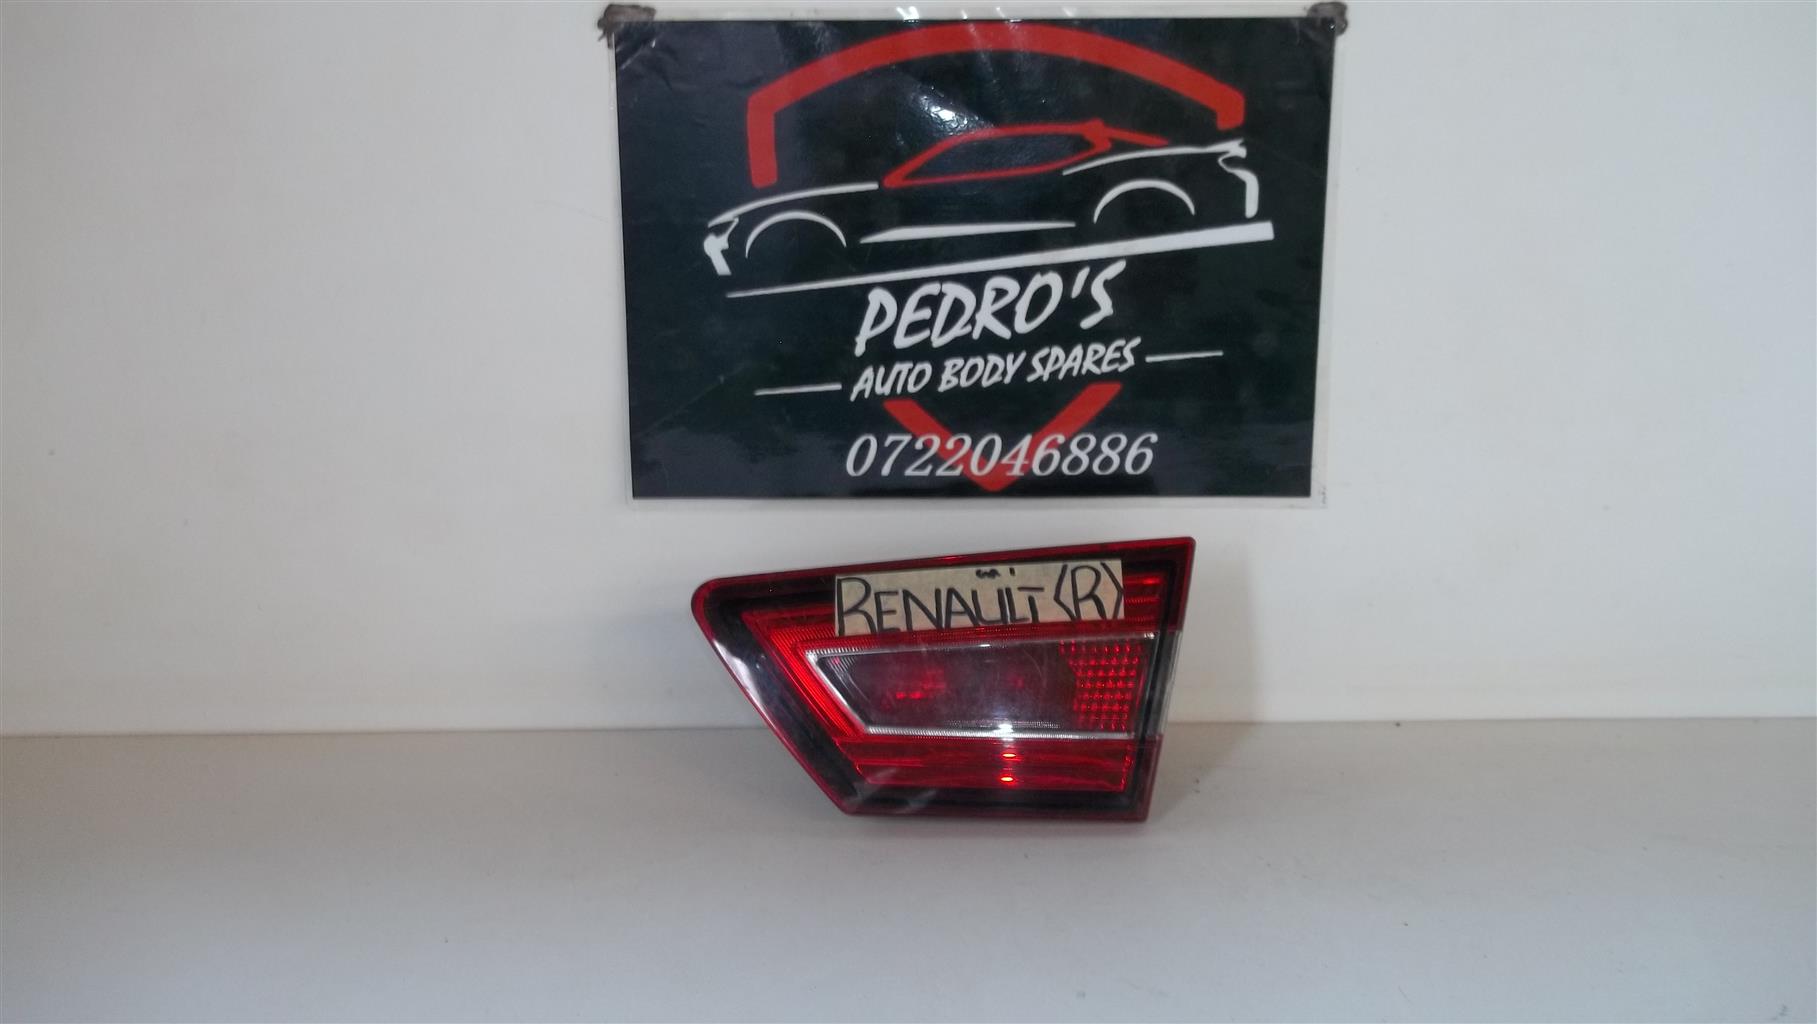 PEDRO'S
AUTO BODY SPARES
0722046886
RENAULT (R)